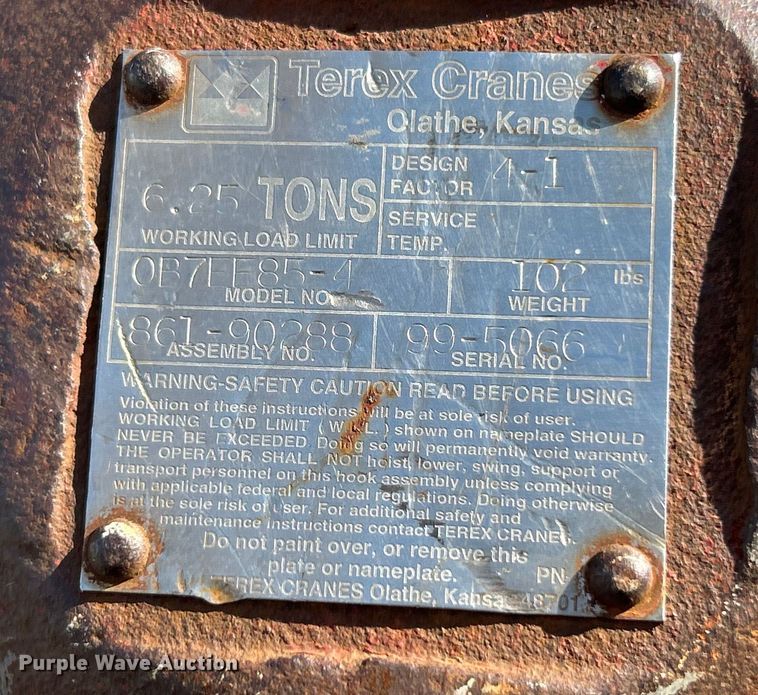 Terex Cranes
Olathe, Kansas
6.25 TONS
WORKING LOAD LIMIT
DESIGN FACTOR 4-1
SERVICE TEMP.
OB7EE85-4
MODEL NO.
102 lbs
WEIGHT
861-90288
ASSEMBLY NO.
99-5066
SERIAL NO.
WARNING-SAFETY CAUTION READ BEFORE USING
Violation of these instructions will be at sole risk of user.
WORKING LOAD LIMIT (W.L.L.) shown on nameplate SHOULD
NEVER BE EXCEEDED. Doing so will permanently void warranty.
THE OPERATOR SHALL NOT hoist, lower, swing, support or
transport personnel on this hook assembly unless complying
with applicable federal and local regulations. Doing otherwise
is at the sole risk of user. For additional safety and
maintenance instructions contact TEREX CRANES.
Do not paint over, or remove this
plate or nameplate. PN
TEREX CRANES Olathe, Kansas
Purple Wave Auction